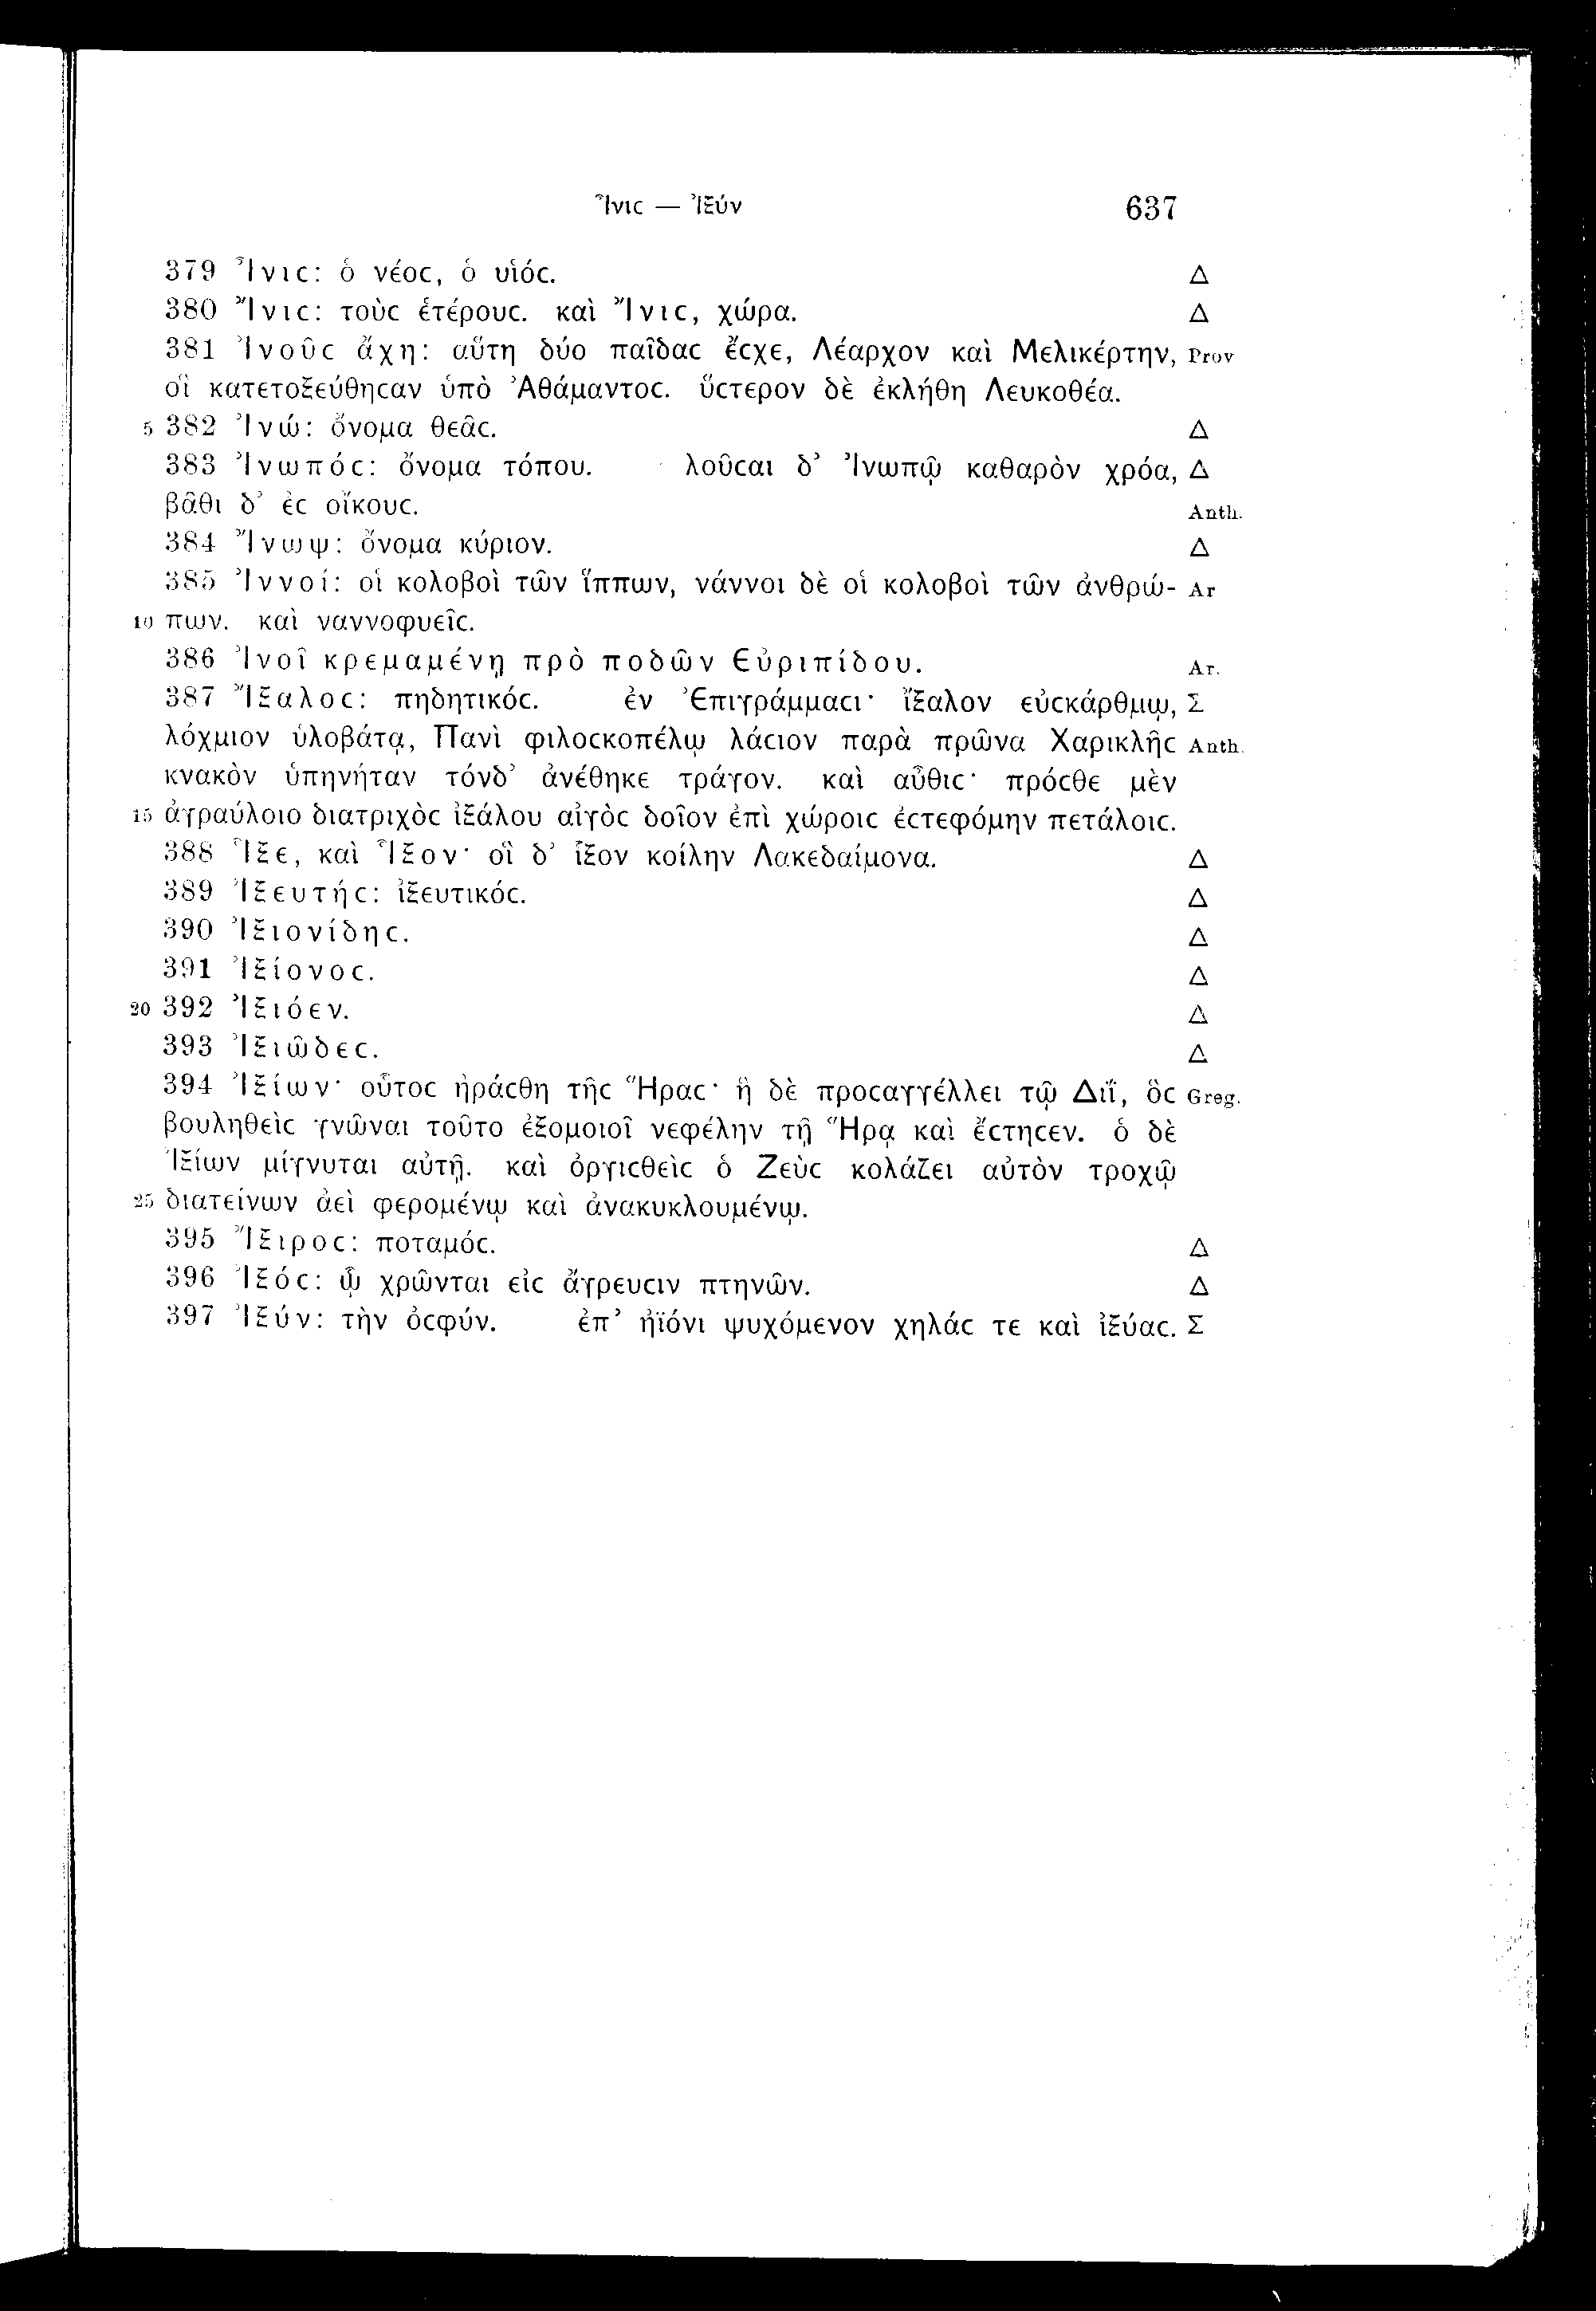 Ἶνιϲ — Ἰξύν 637
379 Ἶνιϲ: ὁ νέοϲ, ὁ υἱόϲ. Δ
380 Ἴνιϲ: τοὺϲ ἑτέρουϲ. καὶ Ἴνιϲ, χώρα. Δ
381 Ἰνοῦϲ ἄχη: αὕτη δύο παῖδαϲ ἔϲχε, Λέαρχον καὶ Μελικέρτην, Prov
οἳ κατετοξεύθηϲαν ὑπὸ Ἀθάμαντοϲ. ὕϲτερον δὲ ἐκλήθη Λευκοθέα.
5 382 Ἰνώ: ὄνομα θεᾶϲ. Δ
383 Ἰνωπόϲ: ὄνομα τόπου. λοῦϲαι δ’ Ἰνωπῷ καθαρὸν χρόα, Δ
βᾶθι δ’ ἐϲ οἴκουϲ. Anth.
384 Ἴνωψ: ὄνομα κύριον. Δ
385 Ἰννοί: οἱ κολοβοὶ τῶν ἵππων, νάννοι δὲ οἱ κολοβοὶ τῶν ἀνθρώ- Ar
10 πων. καὶ ναννοφυεῖϲ.
386 Ἰνοῖ κρεμαμένῃ πρὸ ποδῶν Εὐριπίδου. Ar.
387 Ἴξαλοϲ: πηδητικόϲ. ἐν Ἐπιγράμμαϲι· ἴξαλον εὐϲκάρθμῳ, Σ
λόχμιον ὑλοβάτᾳ, Πανὶ φιλοϲκοπέλῳ λάϲιον παρὰ πρῶνα Χαρικλῆϲ Anth.
κνακὸν ὑπηνήταν τόνδ’ ἀνέθηκε τράγον. καὶ αὖθιϲ· πρόϲθε μὲν
15 ἀγραύλοιο διατριχὸϲ ἰξάλου αἰγὸϲ δοῖον ἐπὶ χώροιϲ ἐϲτεφόμην πετάλοιϲ.
388 Ἷξε, καὶ Ἷξον· οἳ δ’ ἷξον κοίλην Λακεδαίμονα. Δ
389 Ἰξευτήϲ: ἰξευτικόϲ. Δ
390 Ἰξιονίδηϲ. Δ
391 Ἰξίονοϲ. Δ
20 392 Ἰξιόεν. Δ
393 Ἰξιῶδεϲ. Δ
394 Ἰξίων· οὗτοϲ ἠράϲθη τῆϲ Ἥραϲ· ἣ δὲ προϲαγγέλλει τῷ Διΐ, ὃϲ Greg.
βουληθεὶϲ γνῶναι τοῦτο ἐξομοιοῖ νεφέλην τῇ Ἥρᾳ καὶ ἔϲτηϲεν. ὁ δὲ
Ἰξίων μίγνυται αὐτῇ. καὶ ὀργιϲθεὶϲ ὁ Ζεὺϲ κολάζει αὐτὸν τροχῷ
25 διατείνων ἀεὶ φερομένῳ καὶ ἀνακυκλουμένῳ.
395 Ἴξιροϲ: ποταμόϲ. Δ
396 Ἰξόϲ: ᾧ χρῶνται εἰϲ ἄγρευϲιν πτηνῶν. Δ
397 Ἰξύν: τὴν ὀϲφύν. ἐπ’ ἠϊόνι ψυχόμενον χηλάϲ τε καὶ ἰξύαϲ. Σ